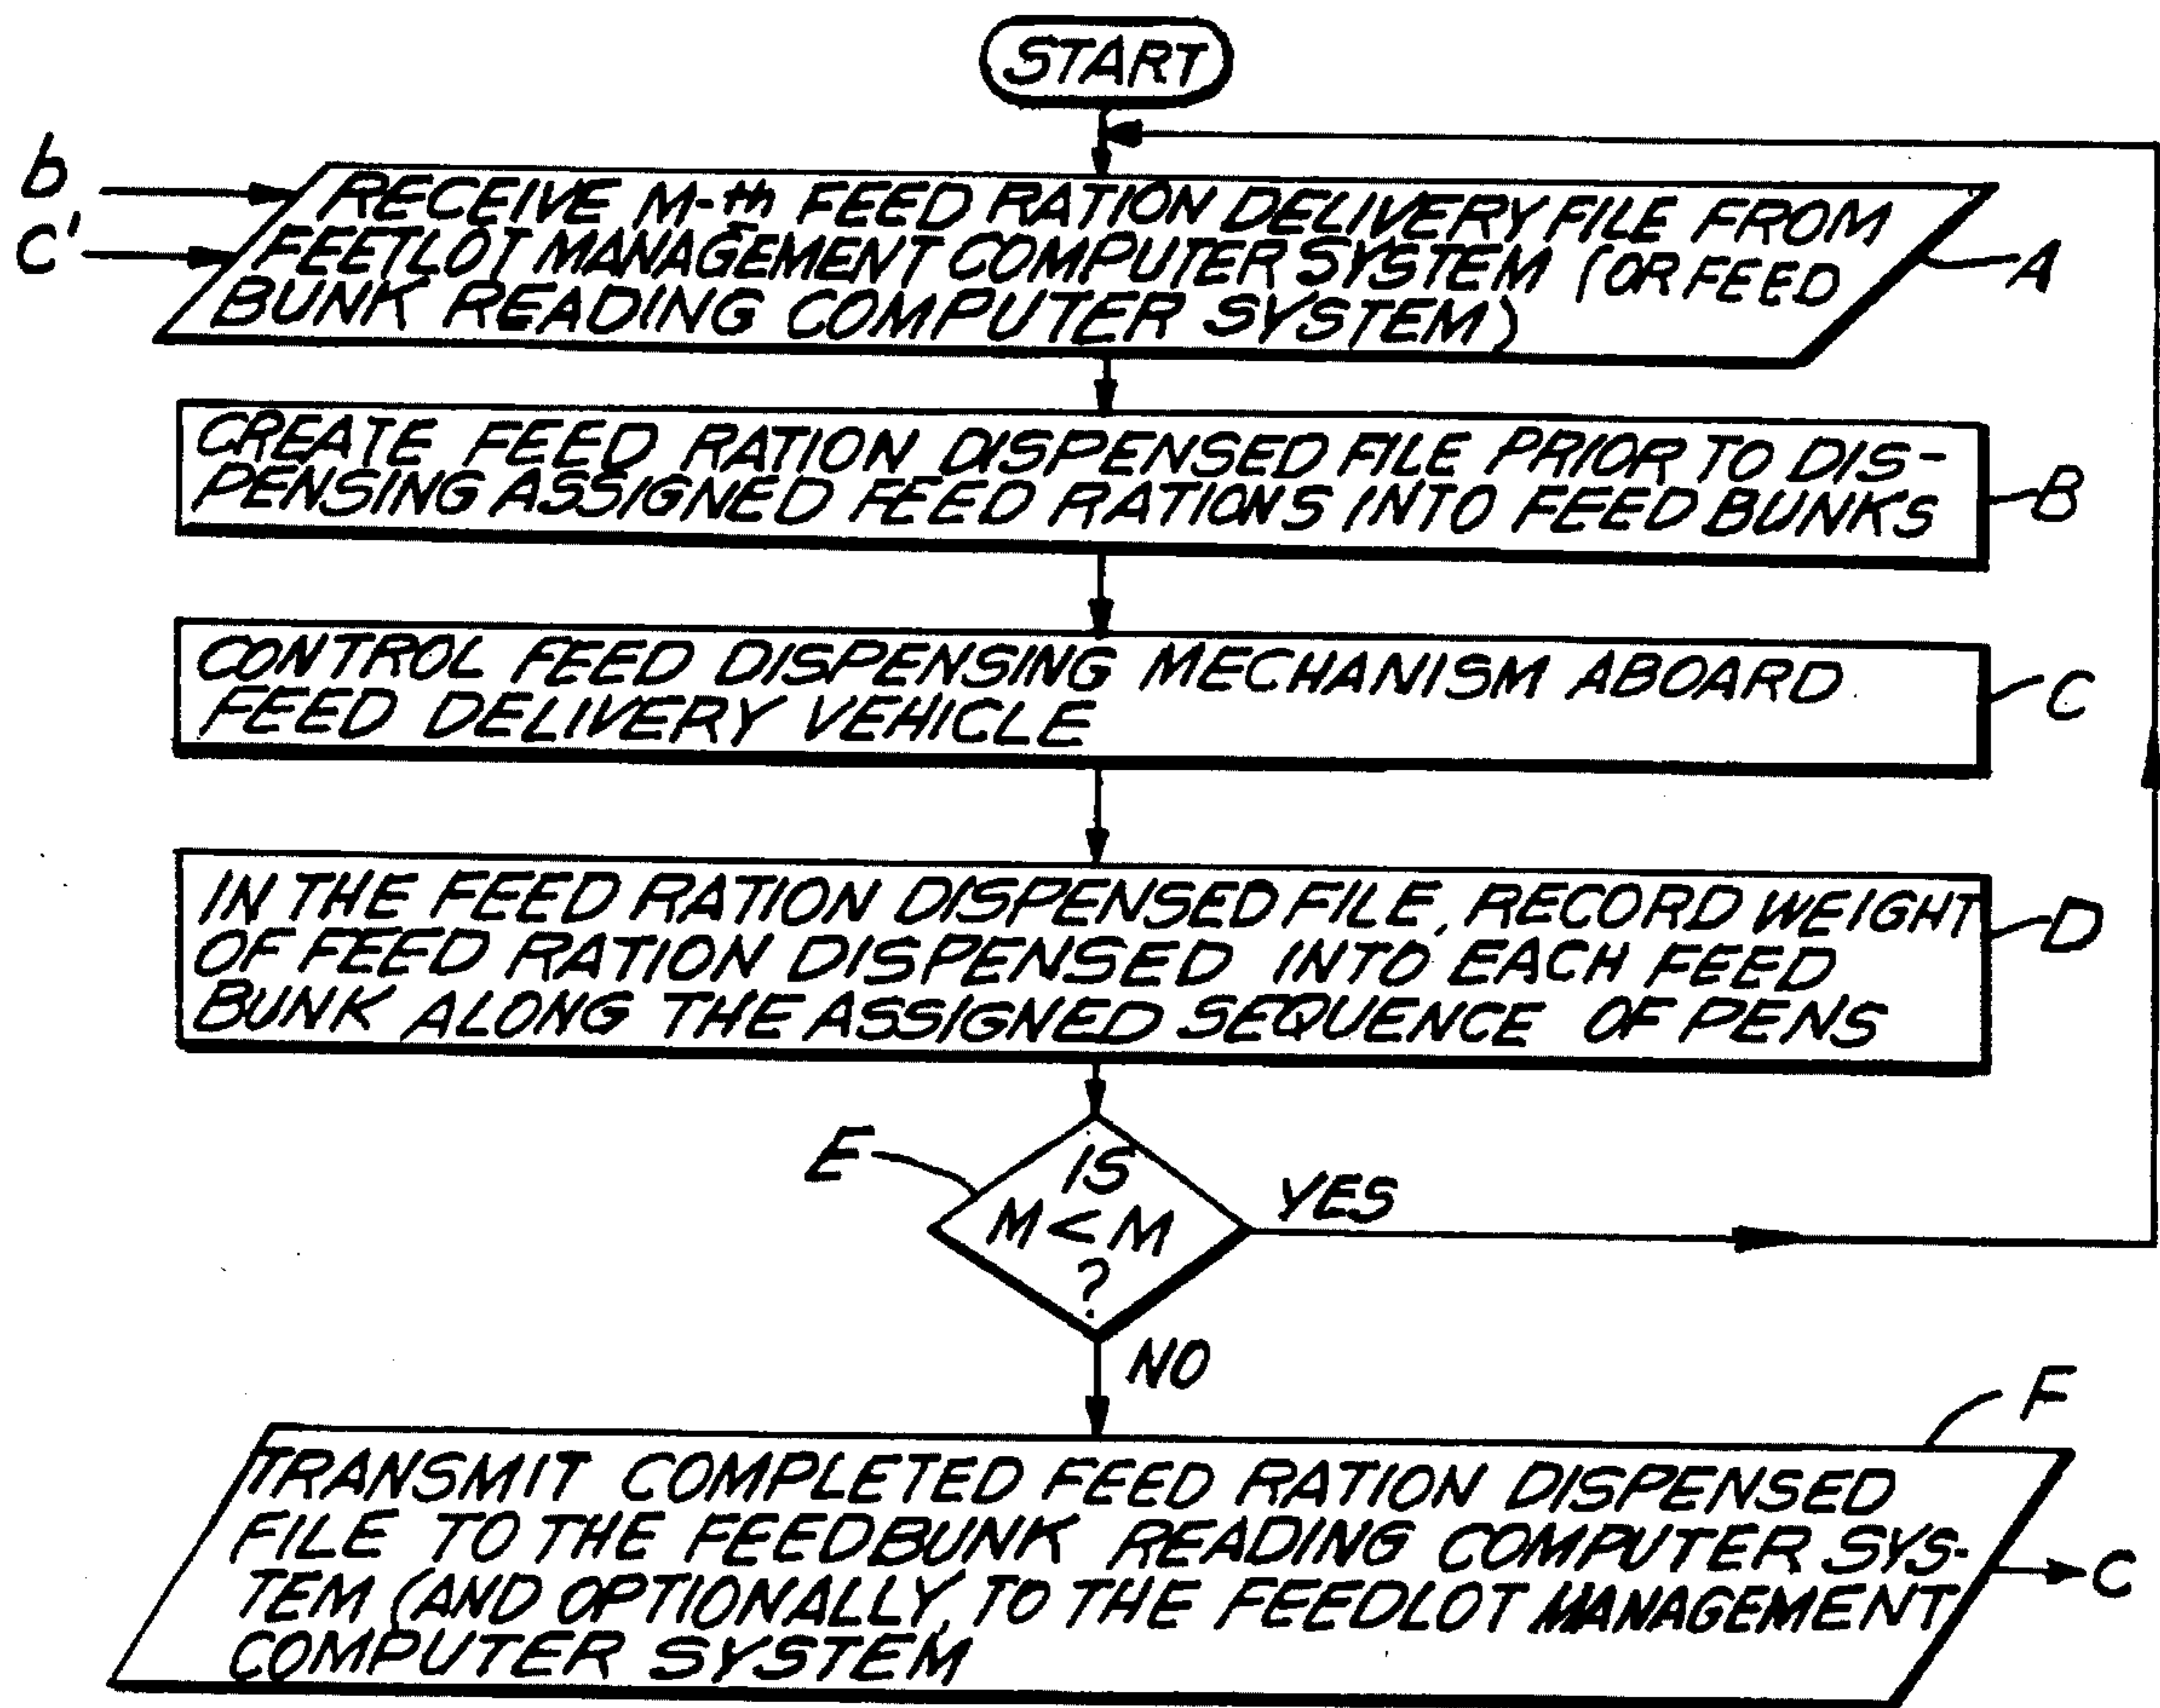 START
b
C'
RECEIVE M-th FEED RATION DELIVERY FILE FROM
FEETLOT MANAGEMENT COMPUTER SYSTEM (OR FEED
BUNK READING COMPUTER SYSTEM)
A
CREATE FEED RATION DISPENSED FILE PRIOR TO DIS-
PENSING ASSIGNED FEED RATIONS INTO FEED BUNKS
B
CONTROL FEED DISPENSING MECHANISM ABOARD
FEED DELIVERY VEHICLE
C
IN THE FEED RATION DISPENSED FILE, RECORD WEIGHT
OF FEED RATION DISPENSED INTO EACH FEED
BUNK ALONG THE ASSIGNED SEQUENCE OF PENS
D
E
IS
M<M
?
YES
NO
F
TRANSMIT COMPLETED FEED RATION DISPENSED
FILE TO THE FEEDBUNK READING COMPUTER SYS-
TEM (AND OPTIONALLY, TO THE FEEDLOT MANAGEMENT
COMPUTER SYSTEM
C